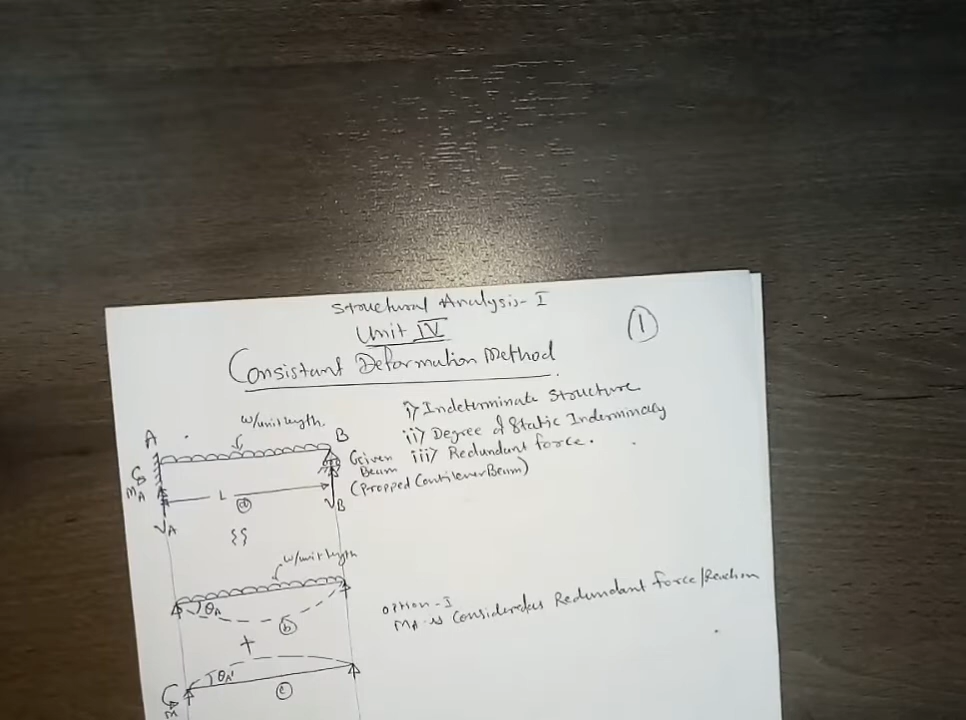 Structural Analysis-I
Unit IV
1
Consistant Deformation Method
i) Indeterminate Structure
ii) Degree of Static Inderminacy
iii) Redundant force.
w/unit length.
A
B
Given
Beam
(Propped Cantilever Beam)
MA
L
VA
VB
a
w/unit length
θA
b
+
option-I
MA is Considered as Redundant force/Reaction
θA'
c
M